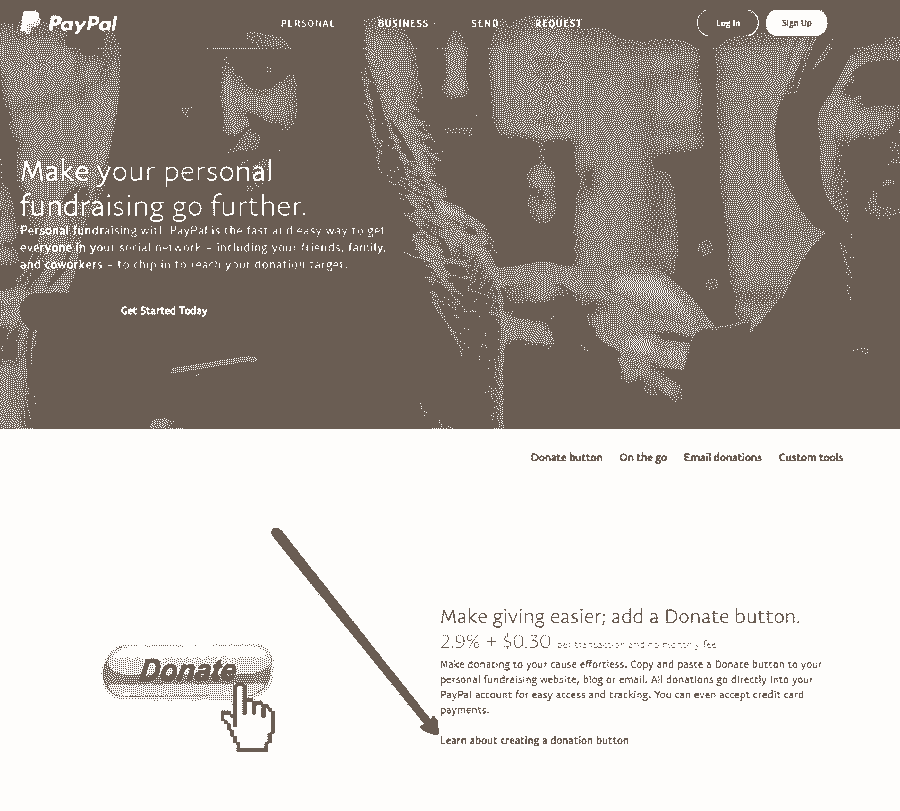 PayPal
PERSONAL BUSINESS SEND REQUEST Log In Sign Up
Make your personal
fundraising go further.
Personal fundraising with PayPal is the fast and easy way to get
everyone in your social network – including your friends, family,
and coworkers – to chip in to reach your donation target.
Get Started Today
Donate button On the go Email donations Custom tools
Make giving easier; add a Donate button.
2.9% + $0.30 per transaction and no monthly fee
Donate
Make donating to your cause effortless. Copy and paste a Donate button to your
personal fundraising website, blog or email. All donations go directly into your
PayPal account for easy access and tracking. You can even accept credit card
payments.
Learn about creating a donation button